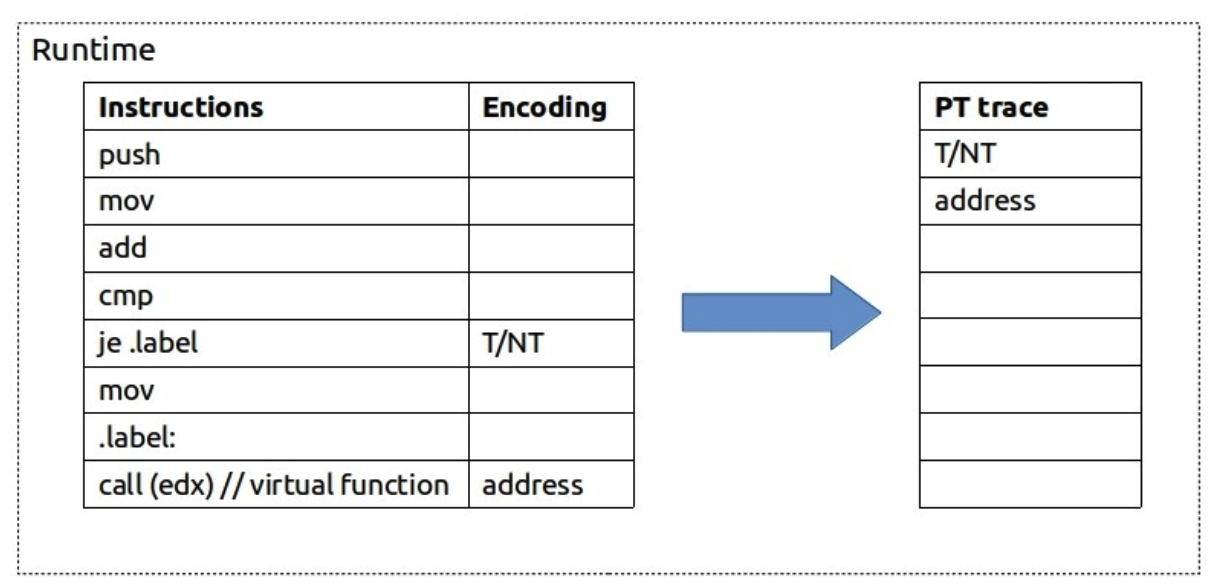 Runtime
Instructions Encoding
push
mov
add
cmp
je .label T/NT
mov
.label:
call (edx) // virtual function address
PT trace
T/NT
address